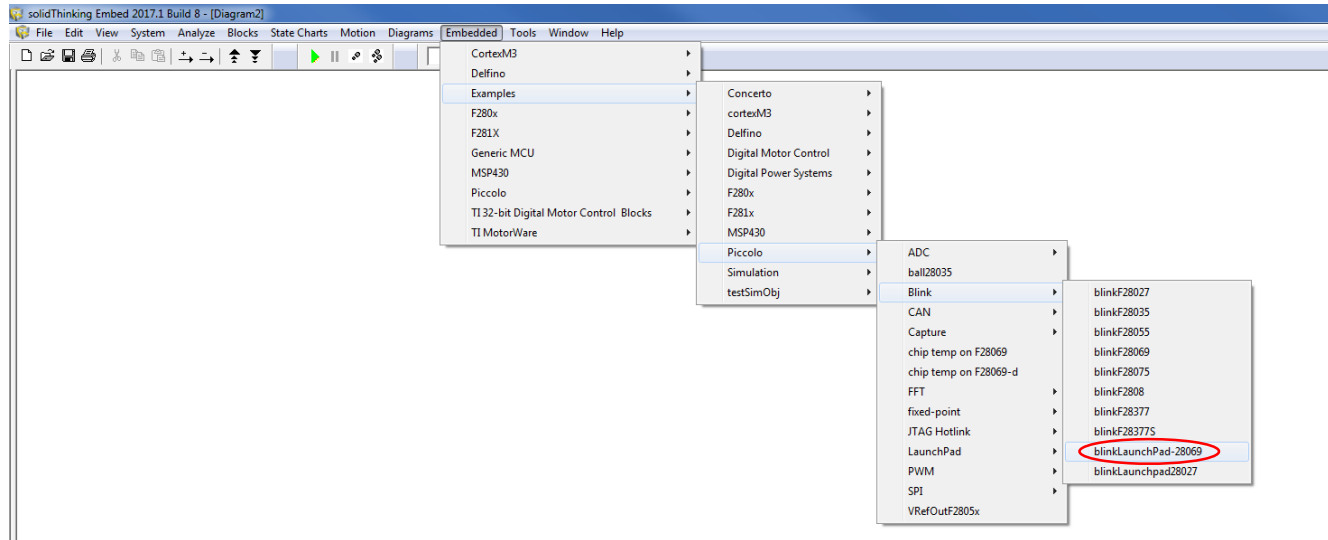 solidThinking Embed 2017.1 Build 8 - [Diagram2]
File Edit View System Analyze Blocks State Charts Motion Diagrams Embedded Tools Window Help
CortexM3
Delfino
Examples
F280x
F281X
Generic MCU
MSP430
Piccolo
TI 32-bit Digital Motor Control Blocks
TI MotorWare
Concerto
cortexM3
Delfino
Digital Motor Control
Digital Power Systems
F280x
F281x
MSP430
Piccolo
Simulation
testSimObj
ADC
ball28035
Blink
CAN
Capture
chip temp on F28069
chip temp on F28069-d
FFT
fixed-point
JTAG Hotlink
LaunchPad
PWM
SPI
VRefOutF2805x
blinkF28027
blinkF28035
blinkF28055
blinkF28069
blinkF28075
blinkF2808
blinkF28377
blinkF28377S
blinkLaunchPad-28069
blinkLaunchpad28027